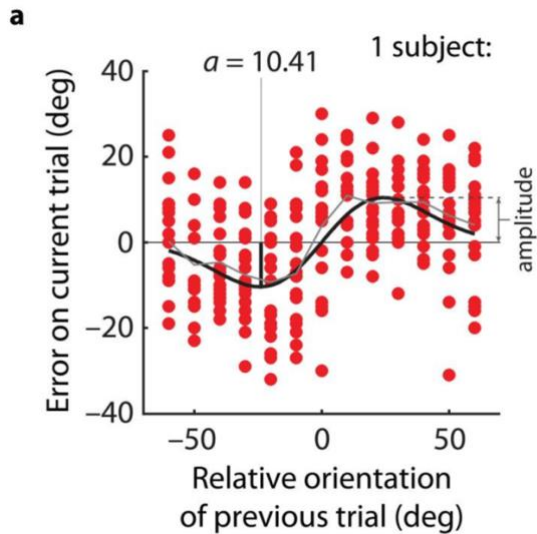 a
a = 10.41
1 subject:
Error on current trial (deg)
40
20
0
−20
−40
amplitude
−50
0
50
Relative orientation
of previous trial (deg)